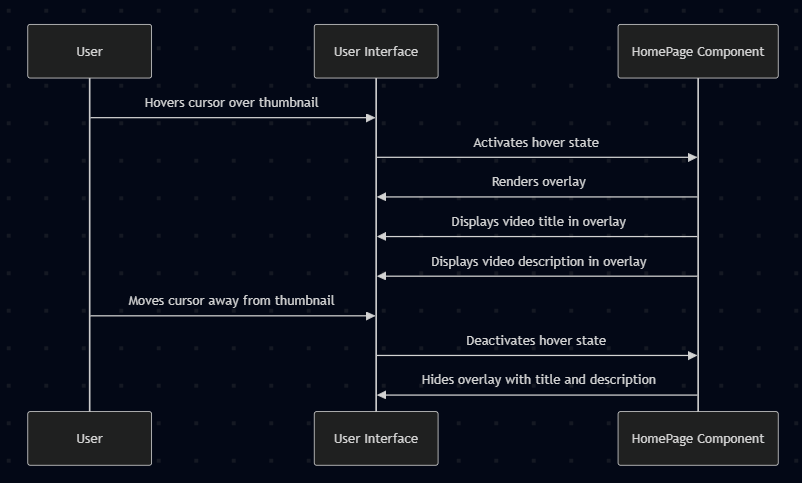 User
User Interface
HomePage Component
Hovers cursor over thumbnail
Activates hover state
Renders overlay
Displays video title in overlay
Displays video description in overlay
Moves cursor away from thumbnail
Deactivates hover state
Hides overlay with title and description
User
User Interface
HomePage Component